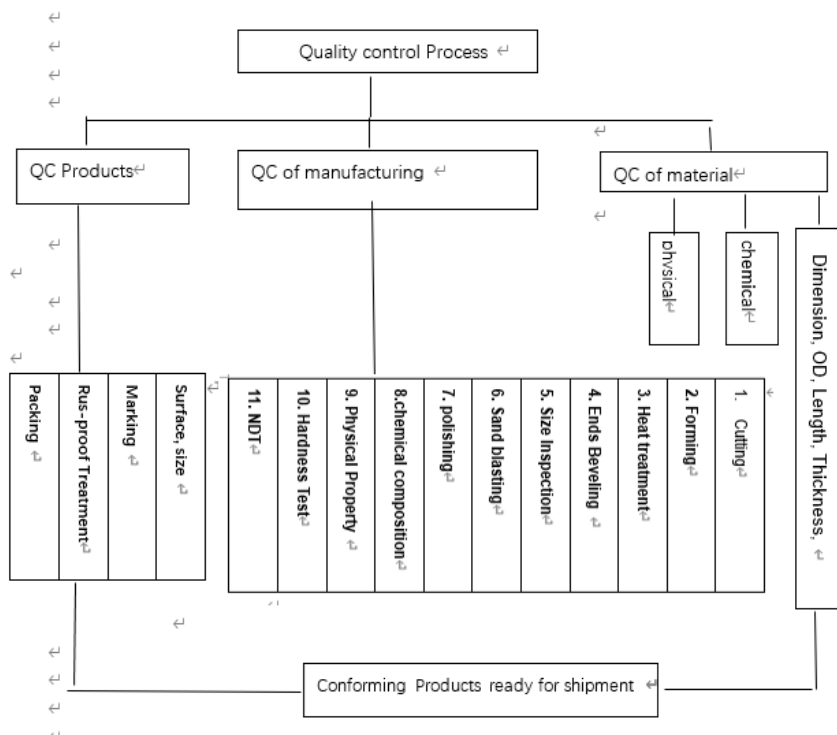 Quality control Process
QC Products
QC of manufacturing
QC of material
physical
chemical
Dimension, OD, Length, Thickness,
Packing
Rus-proof Treatment
Marking
Surface, size
11. NDT
10. Hardness Test
9. Physical Property
8.chemical composition
7. polishing
6. Sand blasting
5. Size Inspection
4. Ends Beveling
3. Heat treatment
2. Forming
1. Cutting
Conforming Products ready for shipment